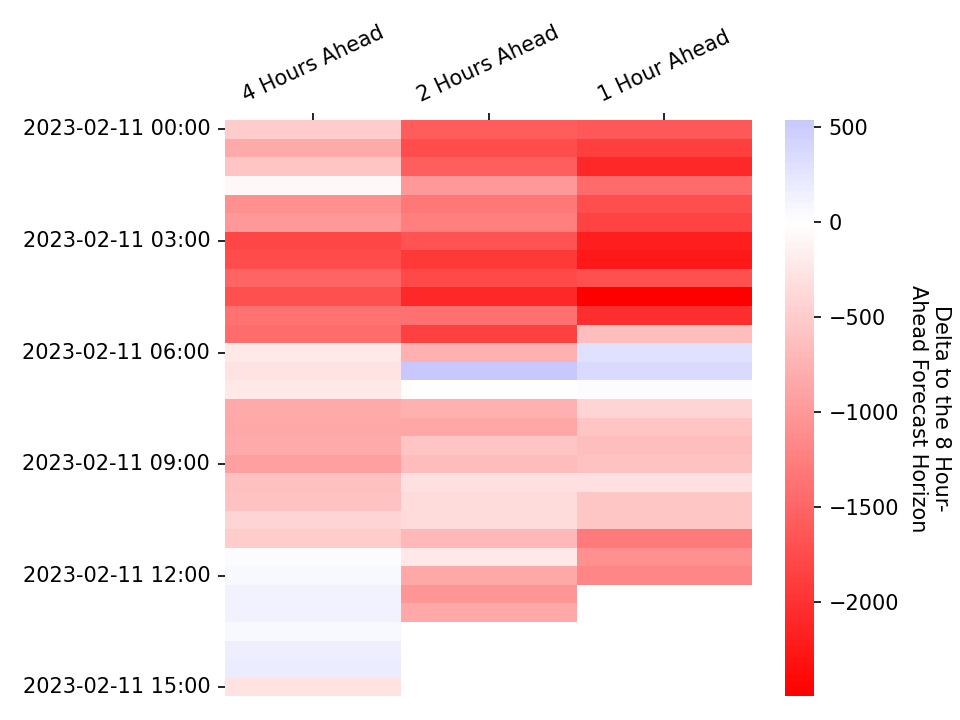 4 Hours Ahead
2 Hours Ahead
1 Hour Ahead
2023-02-11 00:00
2023-02-11 03:00
2023-02-11 06:00
2023-02-11 09:00
2023-02-11 12:00
2023-02-11 15:00
500
0
−500
−1000
−1500
−2000
Delta to the 8 Hour-
Ahead Forecast Horizon